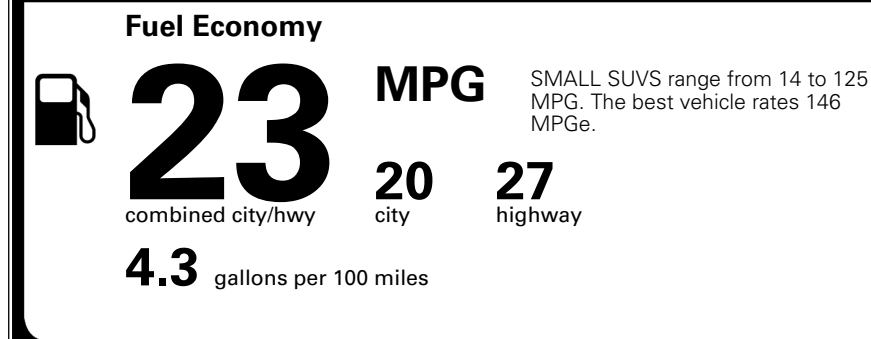 Fuel Economy
23
MPG
SMALL SUVS range from 14 to 125
MPG. The best vehicle rates 146
MPGe.
combined city/hwy
20
city
27
highway
4.3 gallons per 100 miles